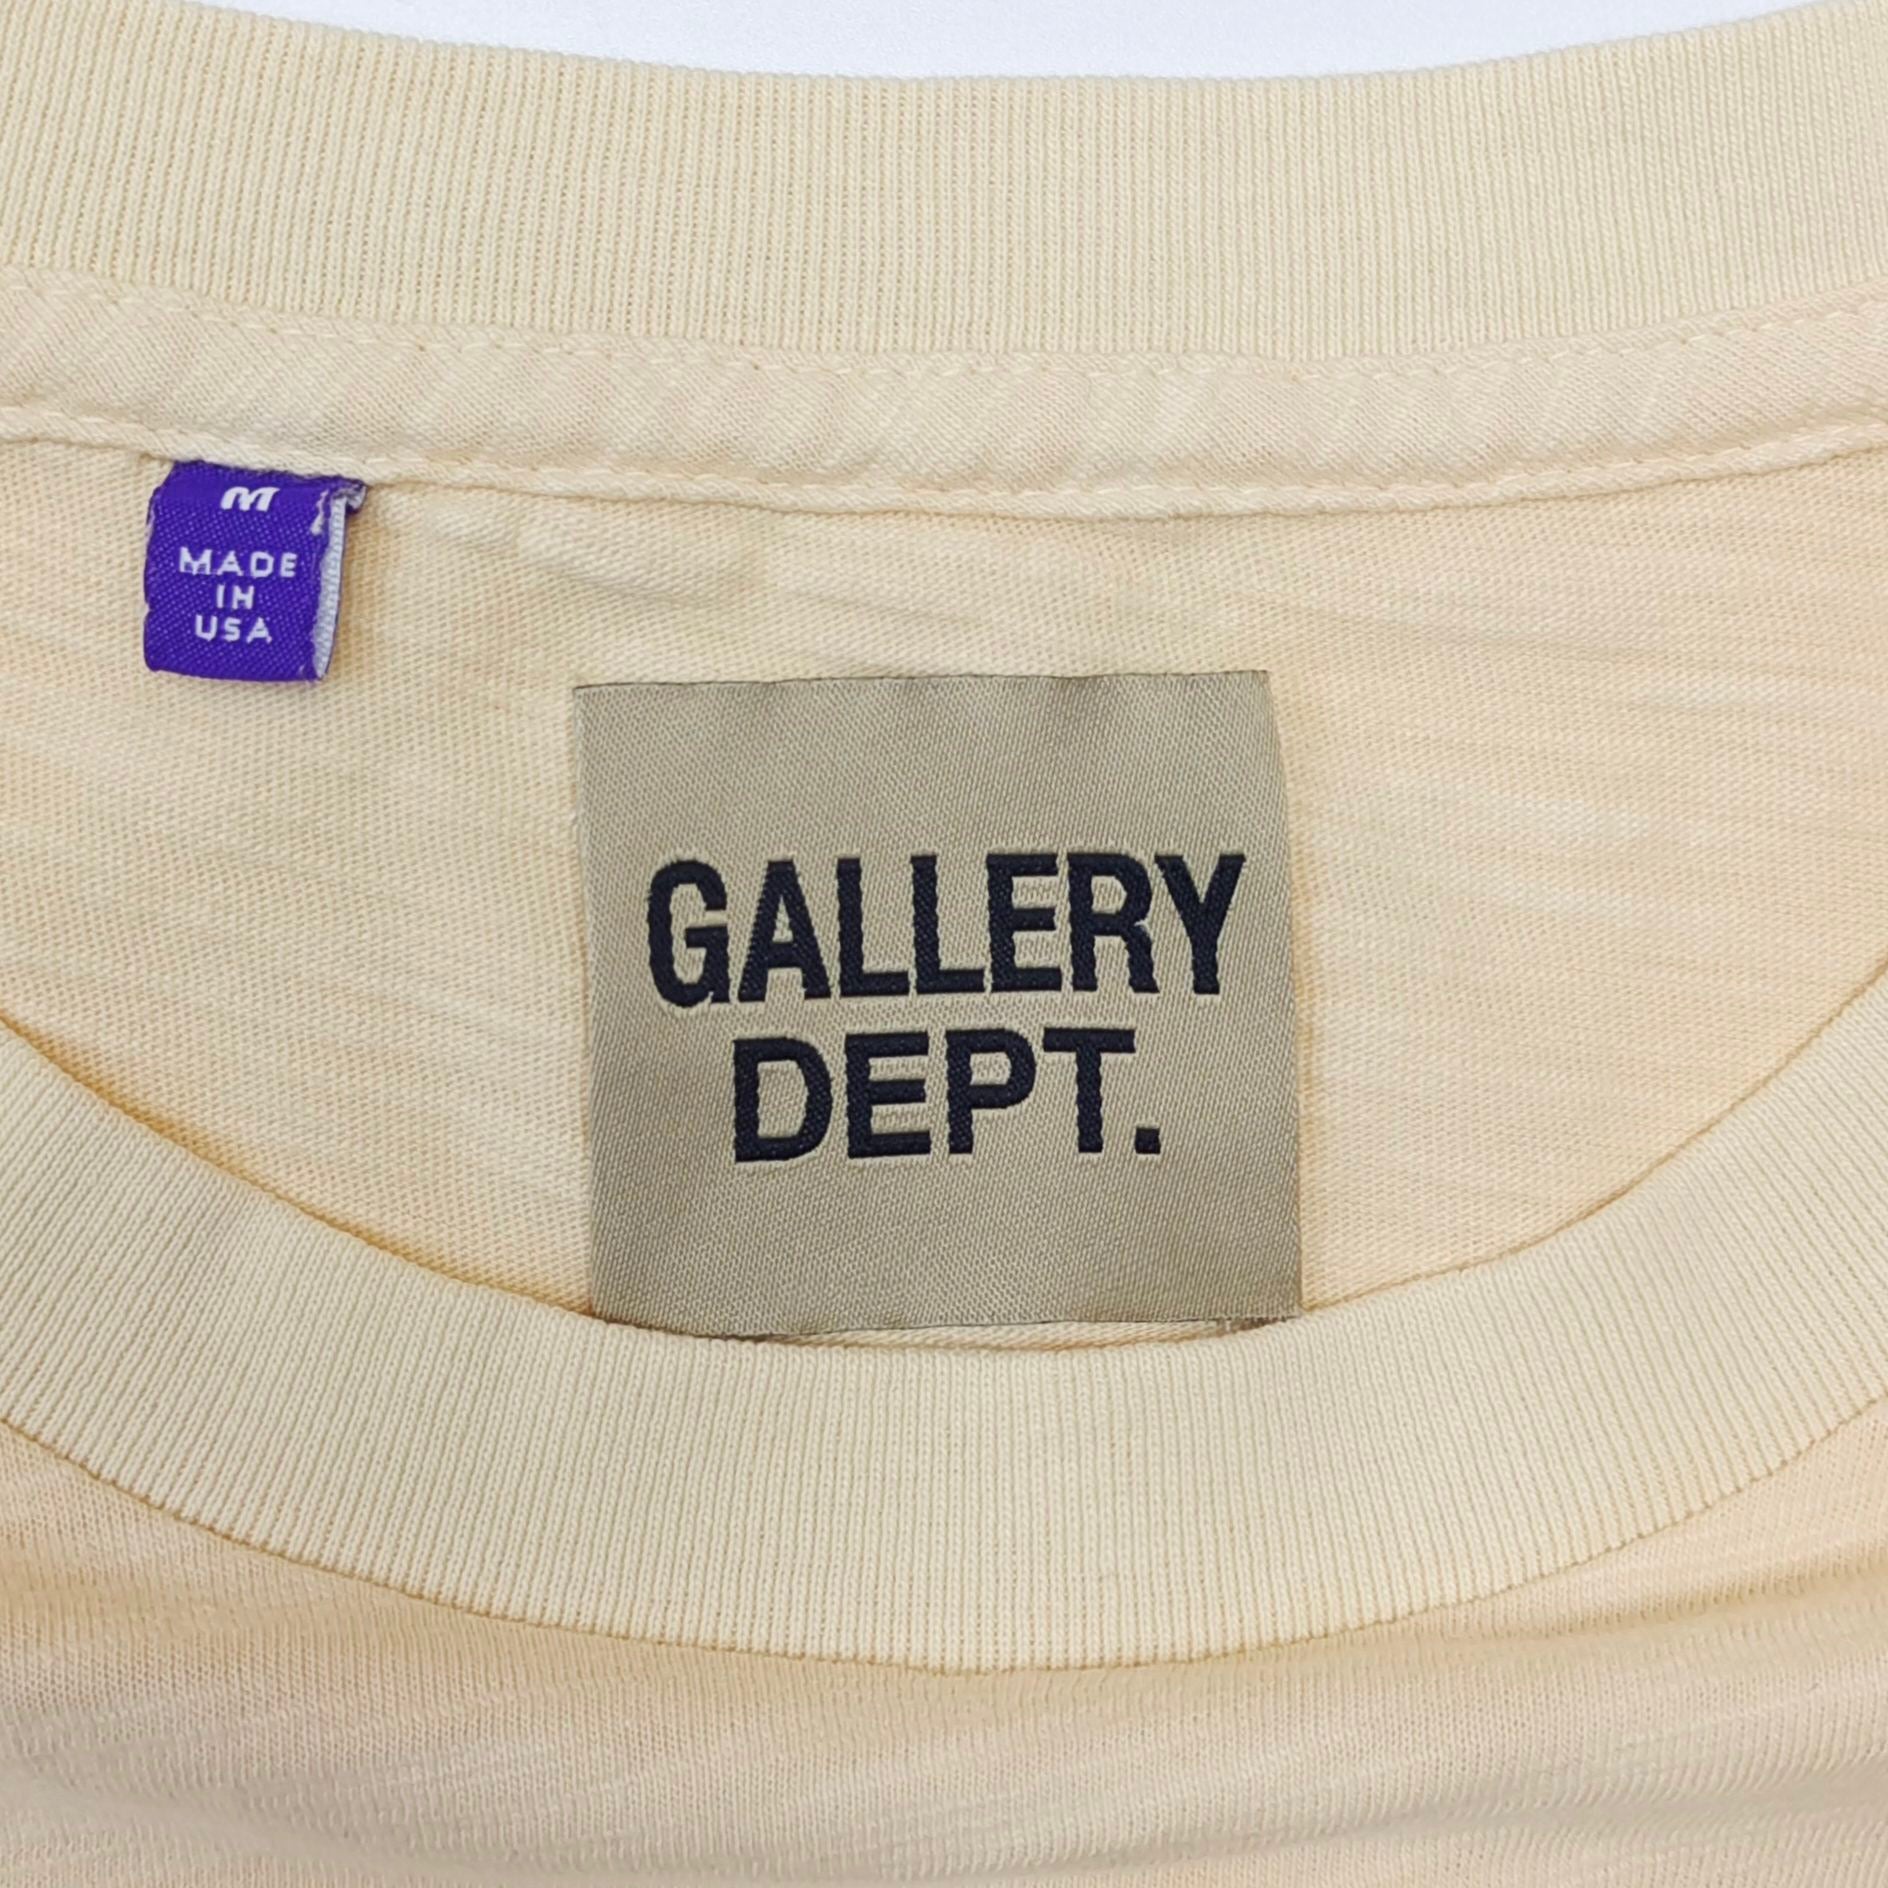 M
MADE
IN
USA
GALLERY
DEPT.